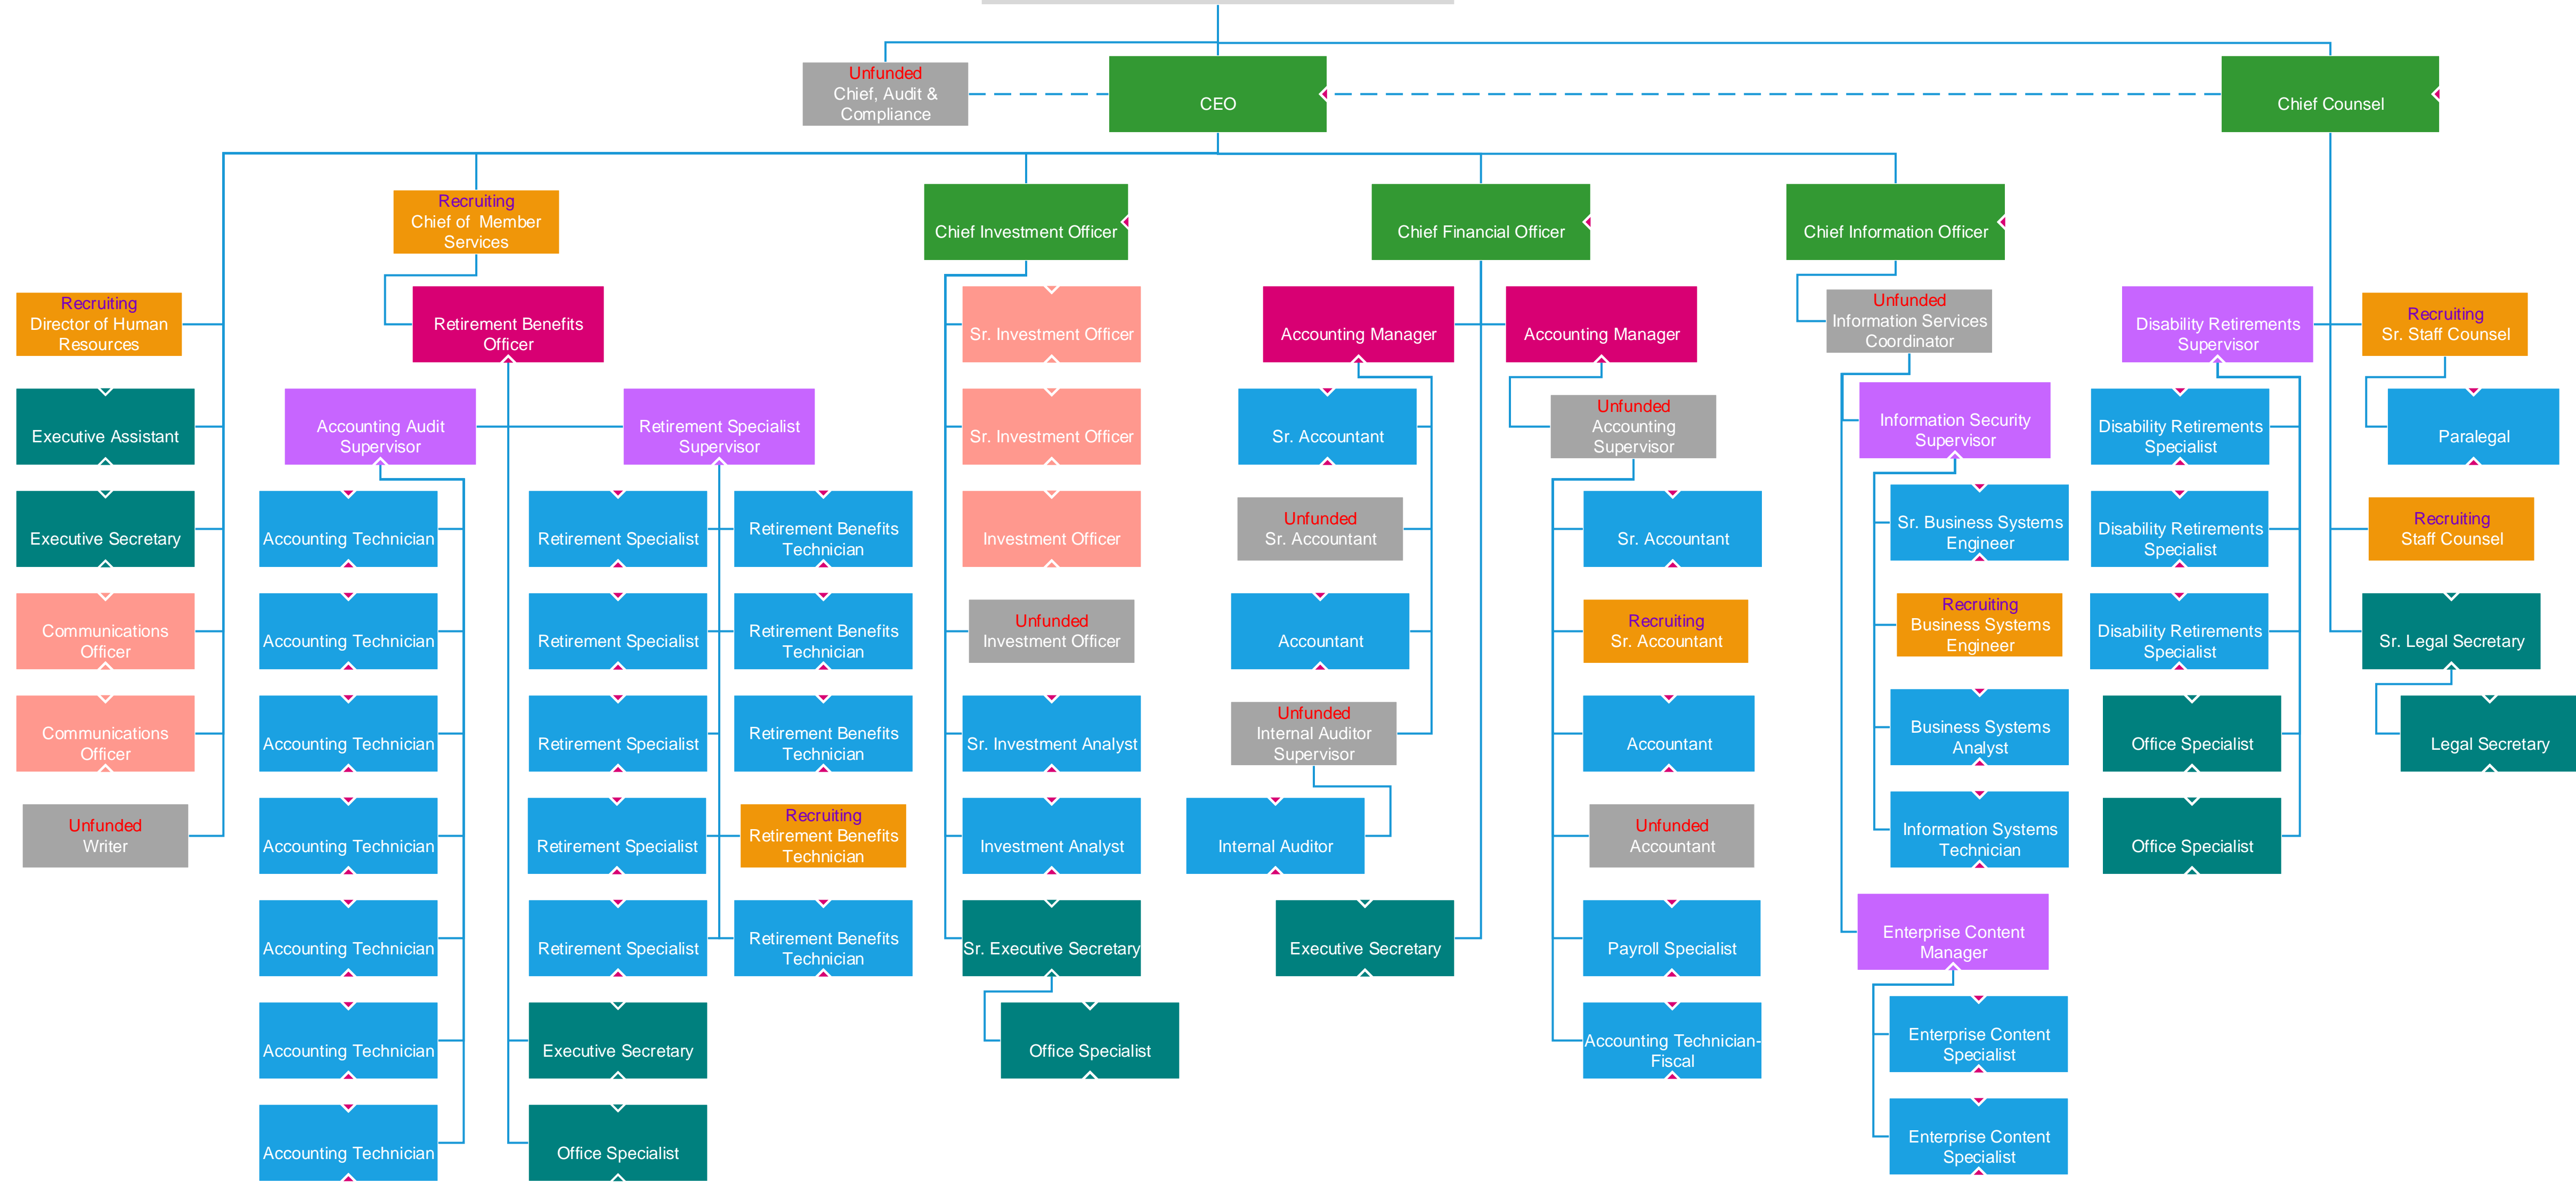 Unfunded
Chief, Audit &
Compliance
CEO
Chief Counsel
Recruiting
Chief of  Member
Services
Chief Investment Officer
Chief Financial Officer
Chief Information Officer
Recruiting
Director of Human
Resources
Executive Assistant
Executive Secretary
Communications
Officer
Communications
Officer
Unfunded
Writer
Retirement Benefits
Officer
Accounting Audit
Supervisor
Accounting Technician
Accounting Technician
Accounting Technician
Accounting Technician
Accounting Technician
Accounting Technician
Accounting Technician
Retirement Specialist
Supervisor
Retirement Specialist
Retirement Specialist
Retirement Specialist
Retirement Specialist
Retirement Specialist
Retirement Benefits
Technician
Retirement Benefits
Technician
Retirement Benefits
Technician
Recruiting
Retirement Benefits
Technician
Retirement Benefits
Technician
Executive Secretary
Office Specialist
Sr. Investment Officer
Sr. Investment Officer
Investment Officer
Unfunded
Investment Officer
Sr. Investment Analyst
Investment Analyst
Sr. Executive Secretary
Office Specialist
Accounting Manager
Sr. Accountant
Unfunded
Sr. Accountant
Accountant
Unfunded
Internal Auditor
Supervisor
Internal Auditor
Executive Secretary
Accounting Manager
Unfunded
Accounting
Supervisor
Sr. Accountant
Recruiting
Sr. Accountant
Accountant
Unfunded
Accountant
Payroll Specialist
Accounting Technician-
Fiscal
Unfunded
Information Services
Coordinator
Information Security
Supervisor
Sr. Business Systems
Engineer
Recruiting
Business Systems
Engineer
Business Systems
Analyst
Information Systems
Technician
Enterprise Content
Manager
Enterprise Content
Specialist
Enterprise Content
Specialist
Disability Retirements
Supervisor
Disability Retirements
Specialist
Disability Retirements
Specialist
Disability Retirements
Specialist
Office Specialist
Office Specialist
Recruiting
Sr. Staff Counsel
Paralegal
Recruiting
Staff Counsel
Sr. Legal Secretary
Legal Secretary